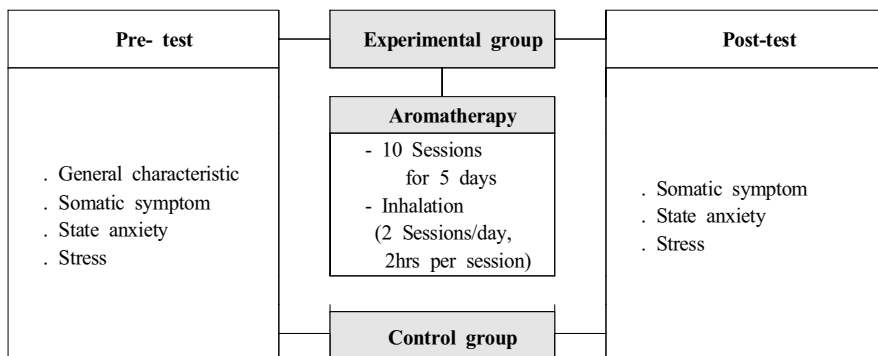 Pre- test
. General characteristic
. Somatic symptom
. State anxiety
. Stress
Experimental group
Aromatherapy
- 10 Sessions
for 5 days
- Inhalation
(2 Sessions/day,
2hrs per session)
Control group
Post-test
. Somatic symptom
. State anxiety
. Stress